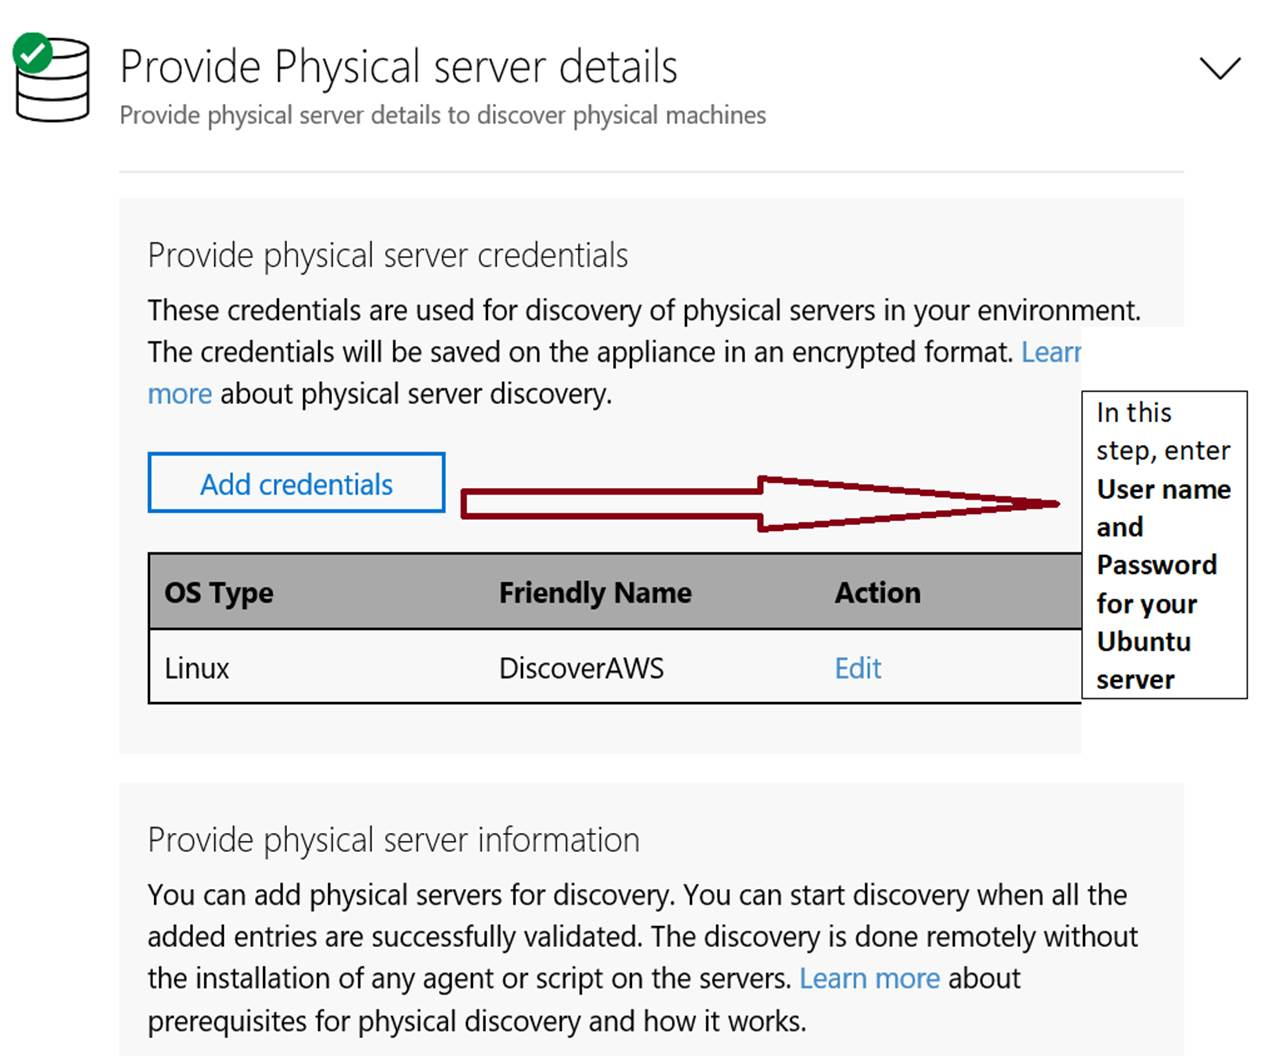 Provide Physical server details
Provide physical server details to discover physical machines
Provide physical server credentials
These credentials are used for discovery of physical servers in your environment.
The credentials will be saved on the appliance in an encrypted format. Learn
more about physical server discovery.
Add credentials
In this
step, enter
User name
and
Password
for your
Ubuntu
server
OS Type Friendly Name Action
Linux DiscoverAWS Edit
Provide physical server information
You can add physical servers for discovery. You can start discovery when all the
added entries are successfully validated. The discovery is done remotely without
the installation of any agent or script on the servers. Learn more about
prerequisites for physical discovery and how it works.